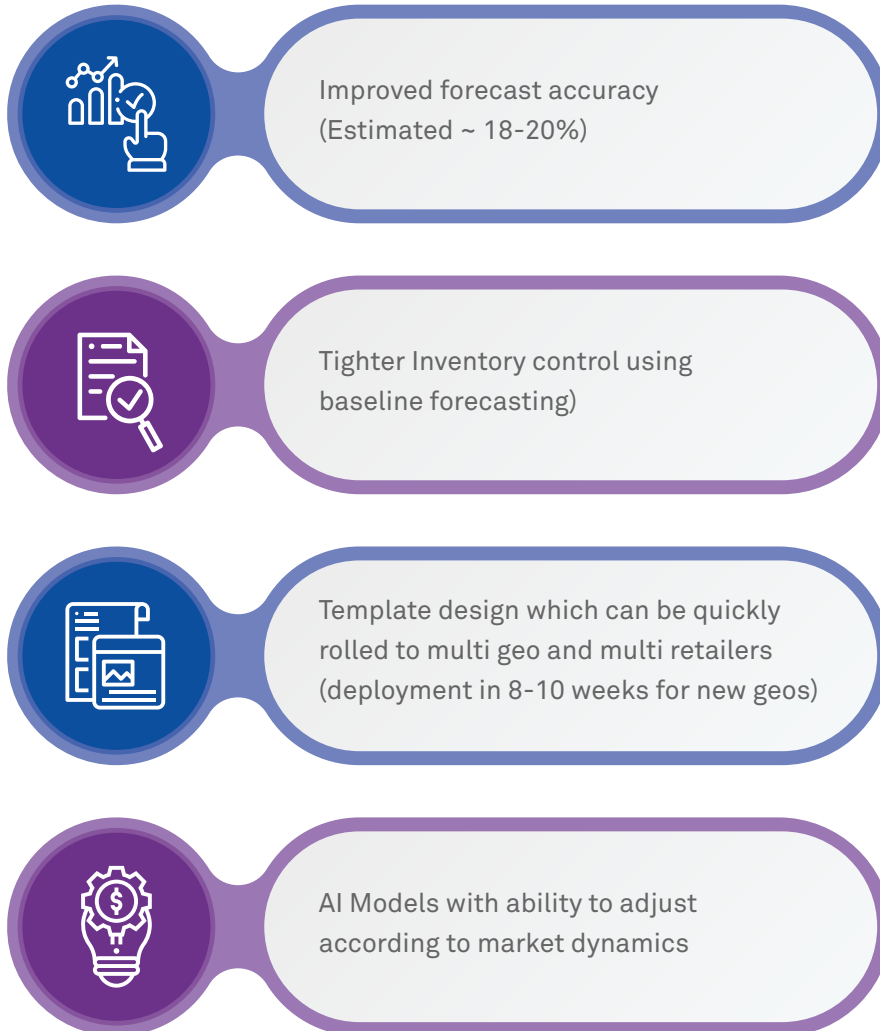 Improved forecast accuracy
(Estimated ~ 18-20%)
Tighter Inventory control using
baseline forecasting)
Template design which can be quickly
rolled to multi geo and multi retailers
(deployment in 8-10 weeks for new geos)
$
AI Models with ability to adjust
according to market dynamics